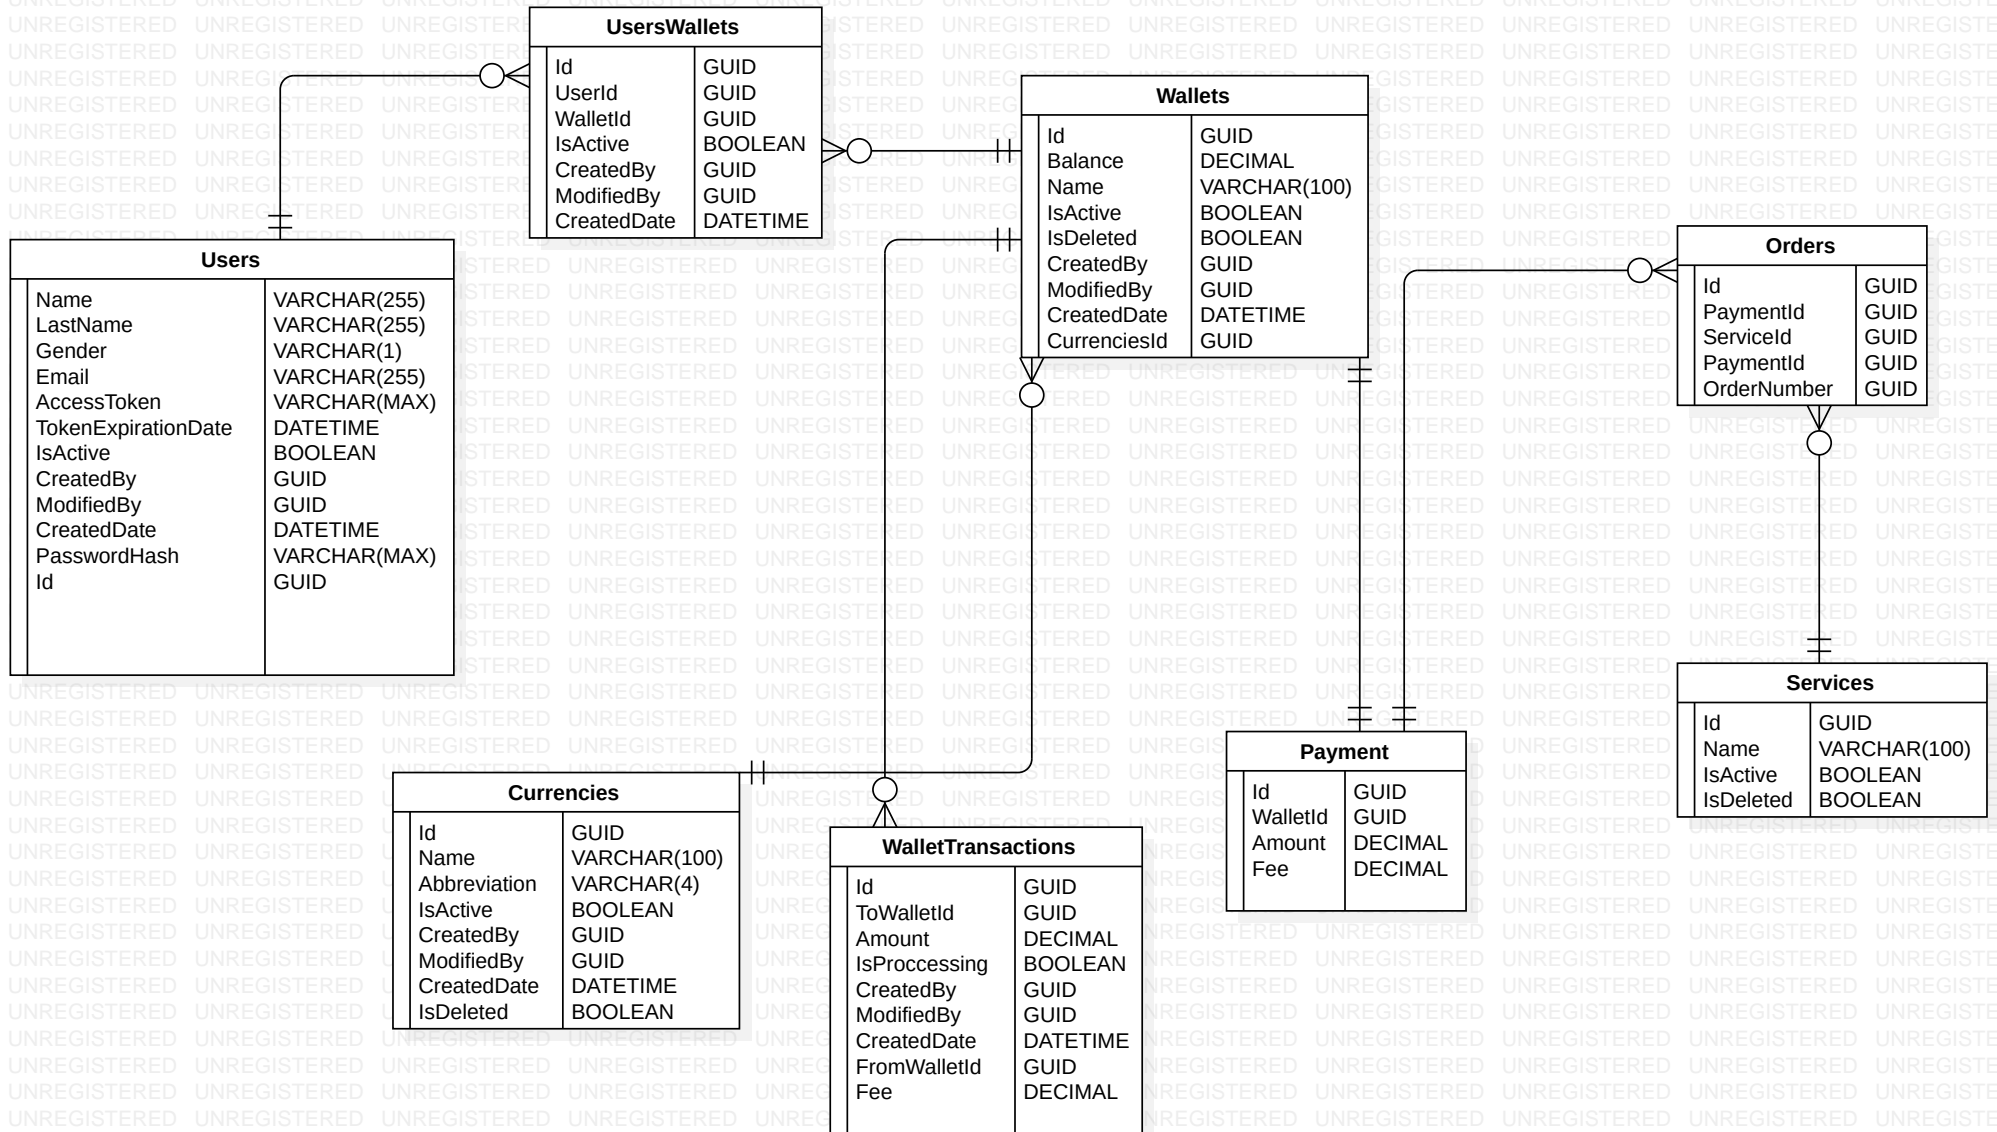 UsersWallets
Id GUID
UserId GUID
WalletId GUID
IsActive BOOLEAN
CreatedBy GUID
ModifiedBy GUID
CreatedDate DATETIME
Wallets
Id GUID
Balance DECIMAL
Name VARCHAR(100)
IsActive BOOLEAN
IsDeleted BOOLEAN
CreatedBy GUID
ModifiedBy GUID
CreatedDate DATETIME
CurrenciesId GUID
Users
Name VARCHAR(255)
LastName VARCHAR(255)
Gender VARCHAR(1)
Email VARCHAR(255)
AccessToken VARCHAR(MAX)
TokenExpirationDate DATETIME
IsActive BOOLEAN
CreatedBy GUID
ModifiedBy GUID
CreatedDate DATETIME
PasswordHash VARCHAR(MAX)
Id GUID
Orders
Id GUID
PaymentId GUID
ServiceId GUID
PaymentId GUID
OrderNumber GUID
Services
Id GUID
Name VARCHAR(100)
IsActive BOOLEAN
IsDeleted BOOLEAN
Payment
Id GUID
WalletId GUID
Amount DECIMAL
Fee DECIMAL
Currencies
Id GUID
Name VARCHAR(100)
Abbreviation VARCHAR(4)
IsActive BOOLEAN
CreatedBy GUID
ModifiedBy GUID
CreatedDate DATETIME
IsDeleted BOOLEAN
WalletTransactions
Id GUID
ToWalletId GUID
Amount DECIMAL
IsProccessing BOOLEAN
CreatedBy GUID
ModifiedBy GUID
CreatedDate DATETIME
FromWalletId GUID
Fee DECIMAL
UNREGISTERED